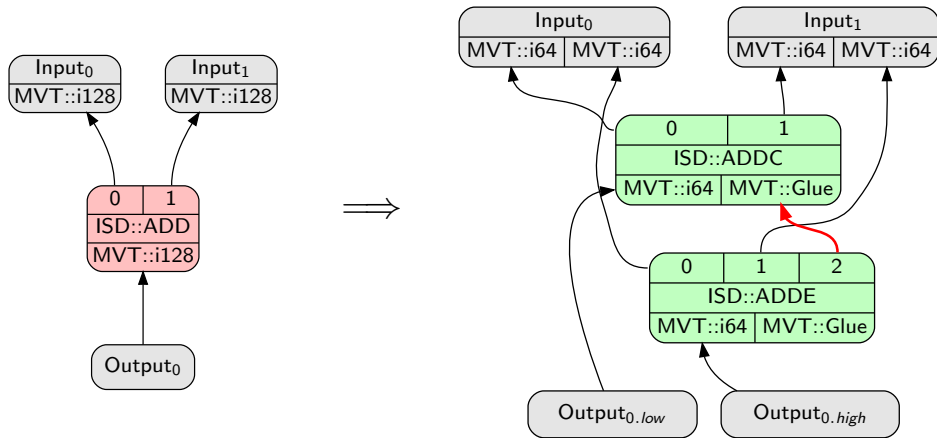 Input0
MVT::i128
Input1
MVT::i128
0 1
ISD::ADD
MVT::i128
Output0
⟹
Input0
MVT::i64 MVT::i64
Input1
MVT::i64 MVT::i64
0 1
ISD::ADDC
MVT::i64 MVT::Glue
0 1 2
ISD::ADDE
MVT::i64 MVT::Glue
Output0.low
Output0.high